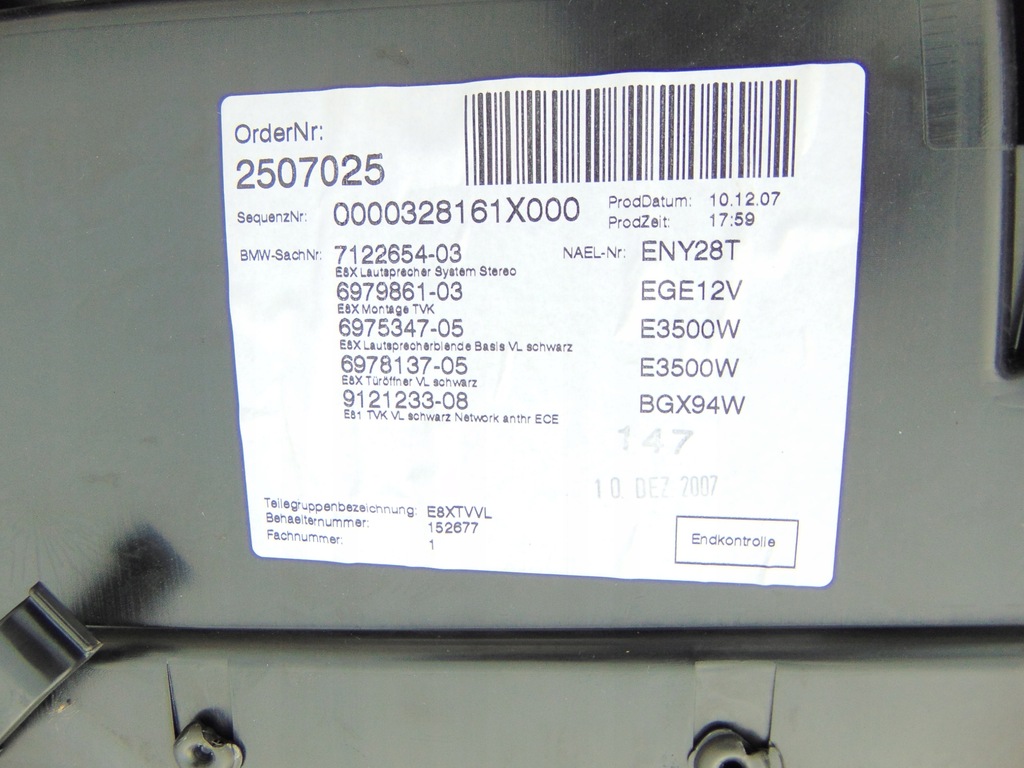 OrderNr:
2507025
SequenzNr: 0000328161X000
ProdDatum: 10.12.07
ProdZeit: 17:59
BMW-SachNr: 7122654-03 NAEL-Nr: ENY28T
E8X Lautsprecher System Stereo
6979861-03 EGE12V
E8X Montage TVK
6975347-05 E3500W
E8X Lautsprecherblende Basis VL schwarz
6978137-05 E3500W
E8X Türöffner VL schwarz
9121233-08 BGX94W
E81 TVK VL schwarz Network anthr ECE
147
10. DEZ 2007
Teilegruppenbezeichnung: E8XTVVL
Behaelternummer: 152677
Fachnummer: 1
Endkontrolle